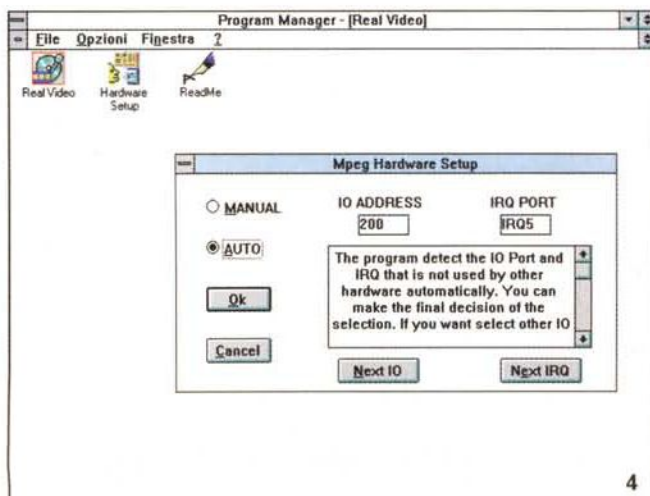 Program Manager - [Real Video]
File Opzioni Finestra ?
Real Video
Hardware Setup
ReadMe
Mpeg Hardware Setup
MANUAL
AUTO
Ok
Cancel
IO ADDRESS
200
IRQ PORT
IRQ5
The program detect the IO Port and
IRQ that is not used by other
hardware automatically. You can
make the final decision of the
selection. If you want select other IO
Next IO
Next IRQ
4